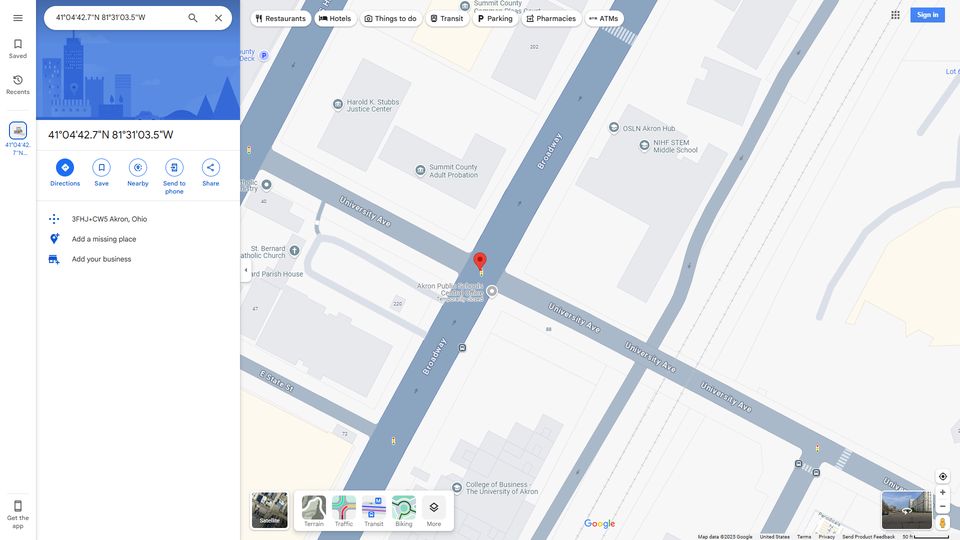 41°04'42.7"N 81°31'03.5"W
Restaurants
Hotels
Things to do
Transit
Parking
Pharmacies
ATMs
Sign in
Saved
Recents
41°04'42.
7"N...
Get the
app
41°04'42.7"N 81°31'03.5"W
Directions
Save
Nearby
Send to
phone
Share
3FHJ+CW5 Akron, Ohio
Add a missing place
Add your business
Summit County
202
Harold K. Stubbs
Justice Center
OSLN Akron Hub
NIHF STEM
Middle School
Summit County
Adult Probation
Broadway
40
University Ave
St. Bernard
atholic Church
ard Parish House
Akron Public Schools
Central Office
Temporarily closed
220
47
88
University Ave
University Ave
University Ave
Broadway
E State St
72
College of Business -
The University of Akron
Satellite
Terrain
Traffic
Transit
Biking
More
Google
Map data ©2025 Google
United States
Terms
Privacy
Send Product Feedback
50 ft